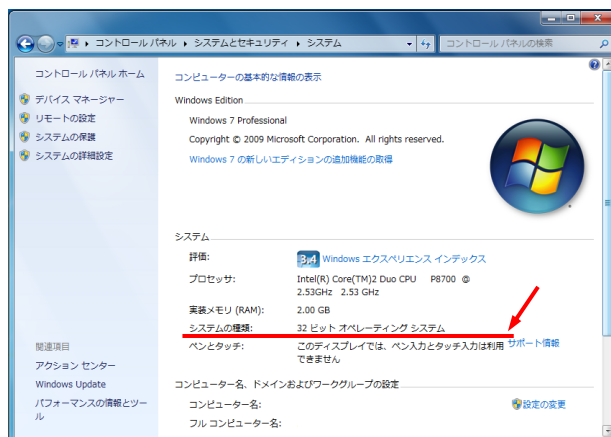 コントロール パネル ▸ システムとセキュリティ ▸ システム
コントロール パネルの検索
コントロール パネル ホーム
デバイス マネージャー
リモートの設定
システムの保護
システムの詳細設定
コンピューターの基本的な情報の表示
Windows Edition
Windows 7 Professional
Copyright © 2009 Microsoft Corporation. All rights reserved.
Windows 7 の新しいエディションの追加機能の取得
システム
評価: 3.4 Windows エクスペリエンス インデックス
プロセッサ: Intel(R) Core(TM)2 Duo CPU P8700 @
2.53GHz 2.53 GHz
実装メモリ (RAM): 2.00 GB
システムの種類: 32 ビット オペレーティング システム
ペンとタッチ: このディスプレイでは、ペン入力とタッチ入力は利用
できません
サポート情報
コンピューター名、ドメインおよびワークグループの設定
コンピューター名:
設定の変更
フル コンピューター名:
関連項目
アクション センター
Windows Update
パフォーマンスの情報とツー
ル